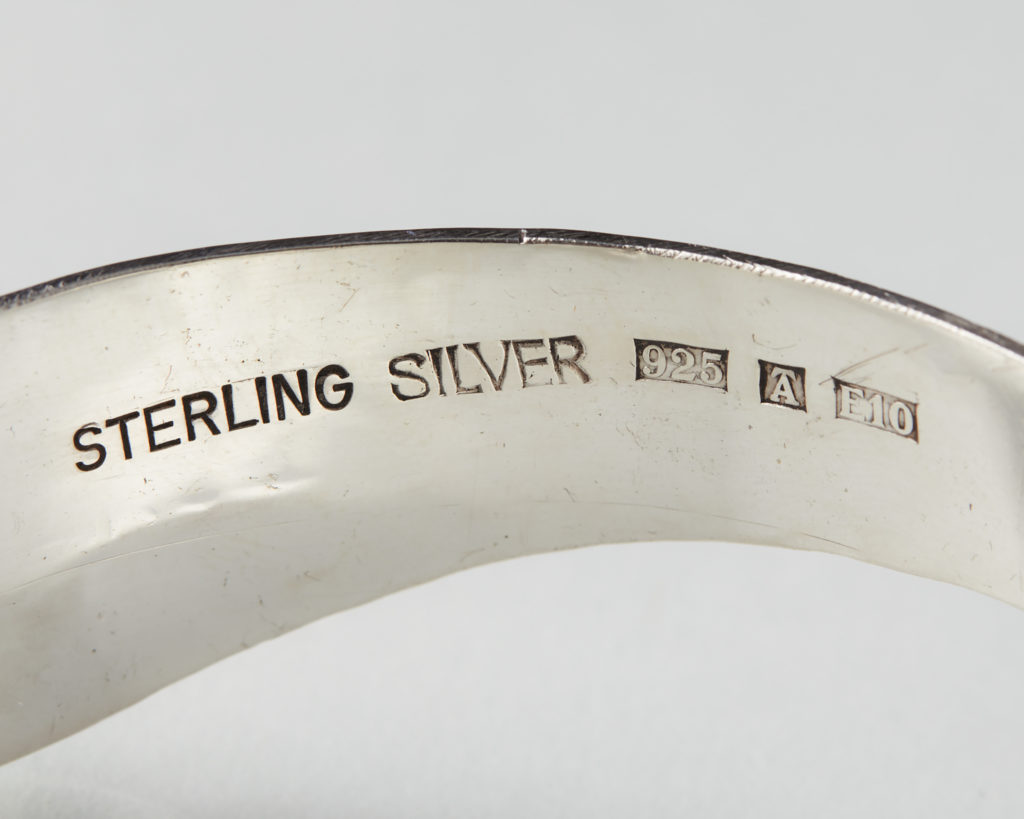 STERLING SILVER 925 A E10